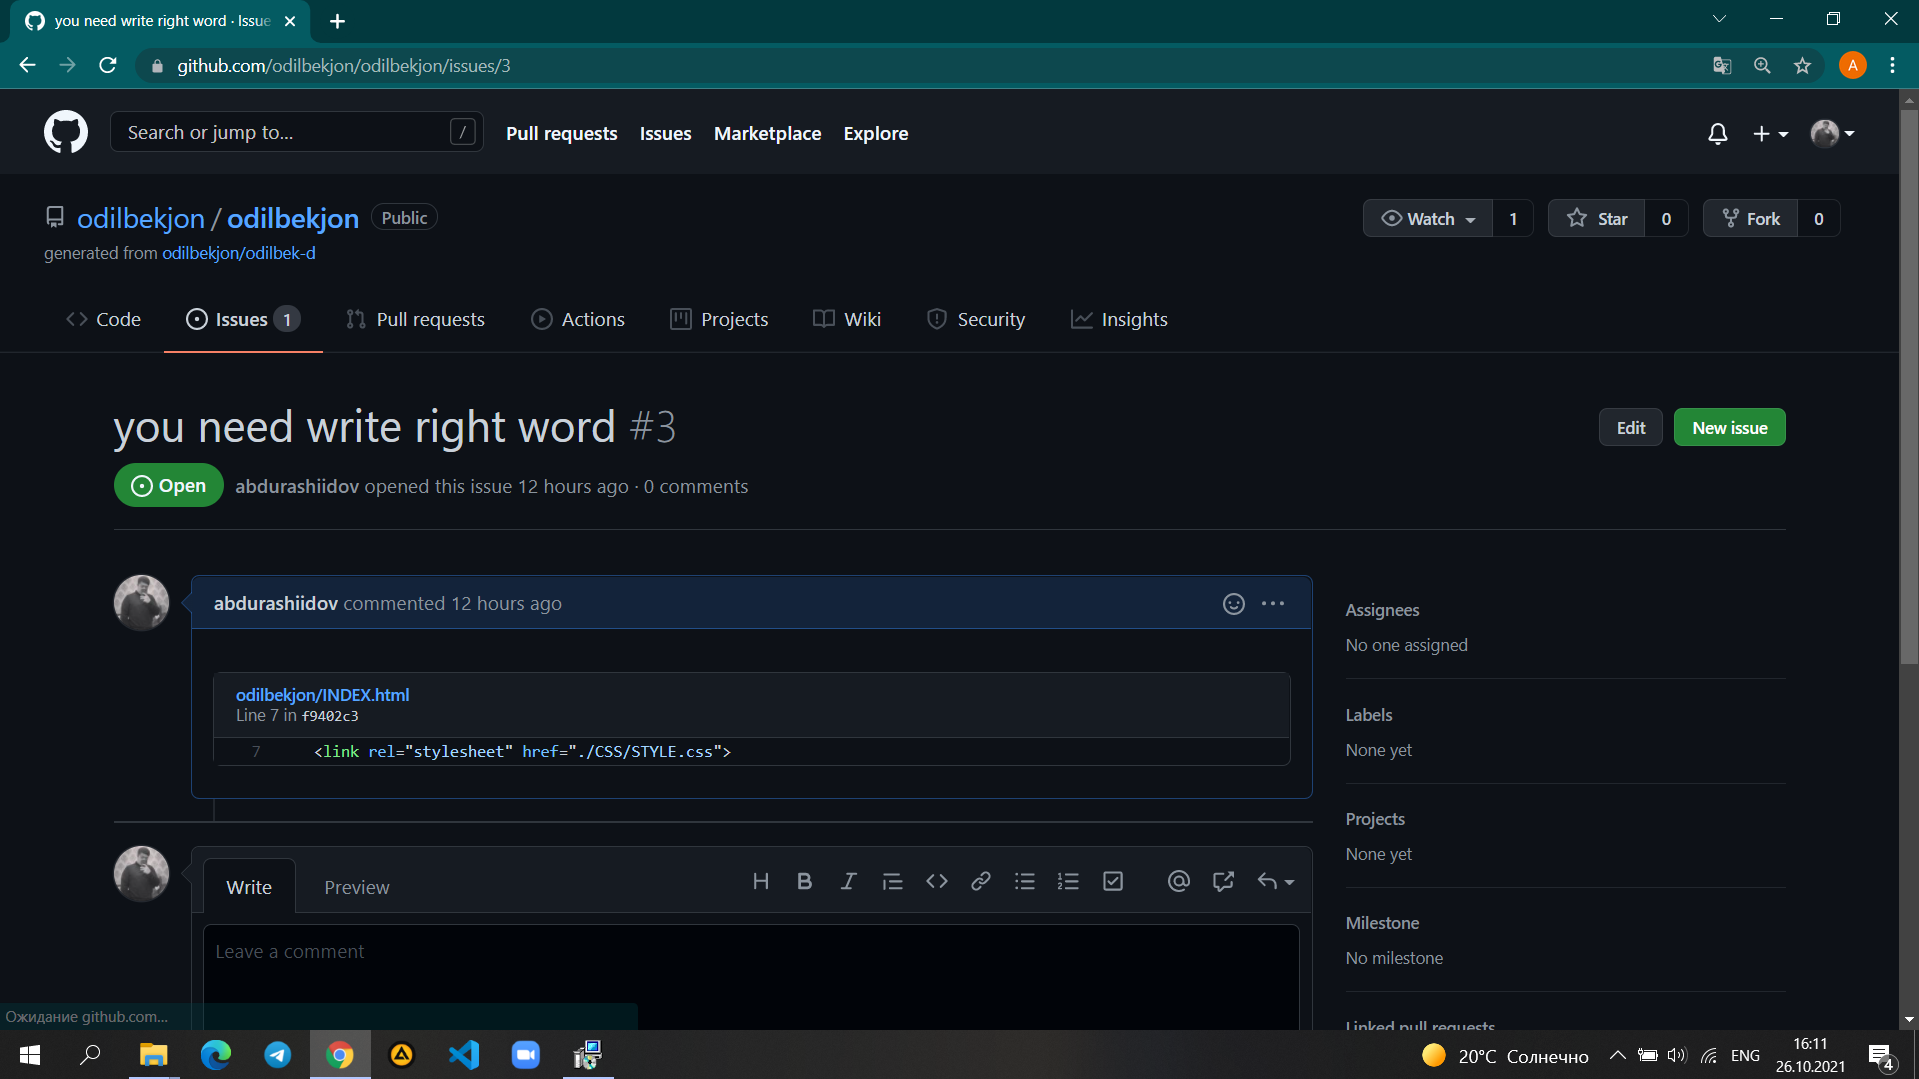 you need write right word · Issue
github.com/odilbekjon/odilbekjon/issues/3
A
Search or jump to...
/
Pull requests
Issues
Marketplace
Explore
odilbekjon / odilbekjon
Public
Watch
1
Star
0
Fork
0
generated from odilbekjon/odilbek-d
Code
Issues
1
Pull requests
Actions
Projects
Wiki
Security
Insights
you need write right word #3
Edit
New issue
Open
abdurashiidov opened this issue 12 hours ago · 0 comments
abdurashiidov commented 12 hours ago
odilbekjon/INDEX.html
Line 7 in f9402c3
7 <link rel="stylesheet" href="./CSS/STYLE.css">
Assignees
No one assigned
Labels
None yet
Projects
None yet
Milestone
No milestone
Linked pull requests
Write
Preview
Leave a comment
Ожидание github.com...
20°C Солнечно
ENG
16:11
26.10.2021
4